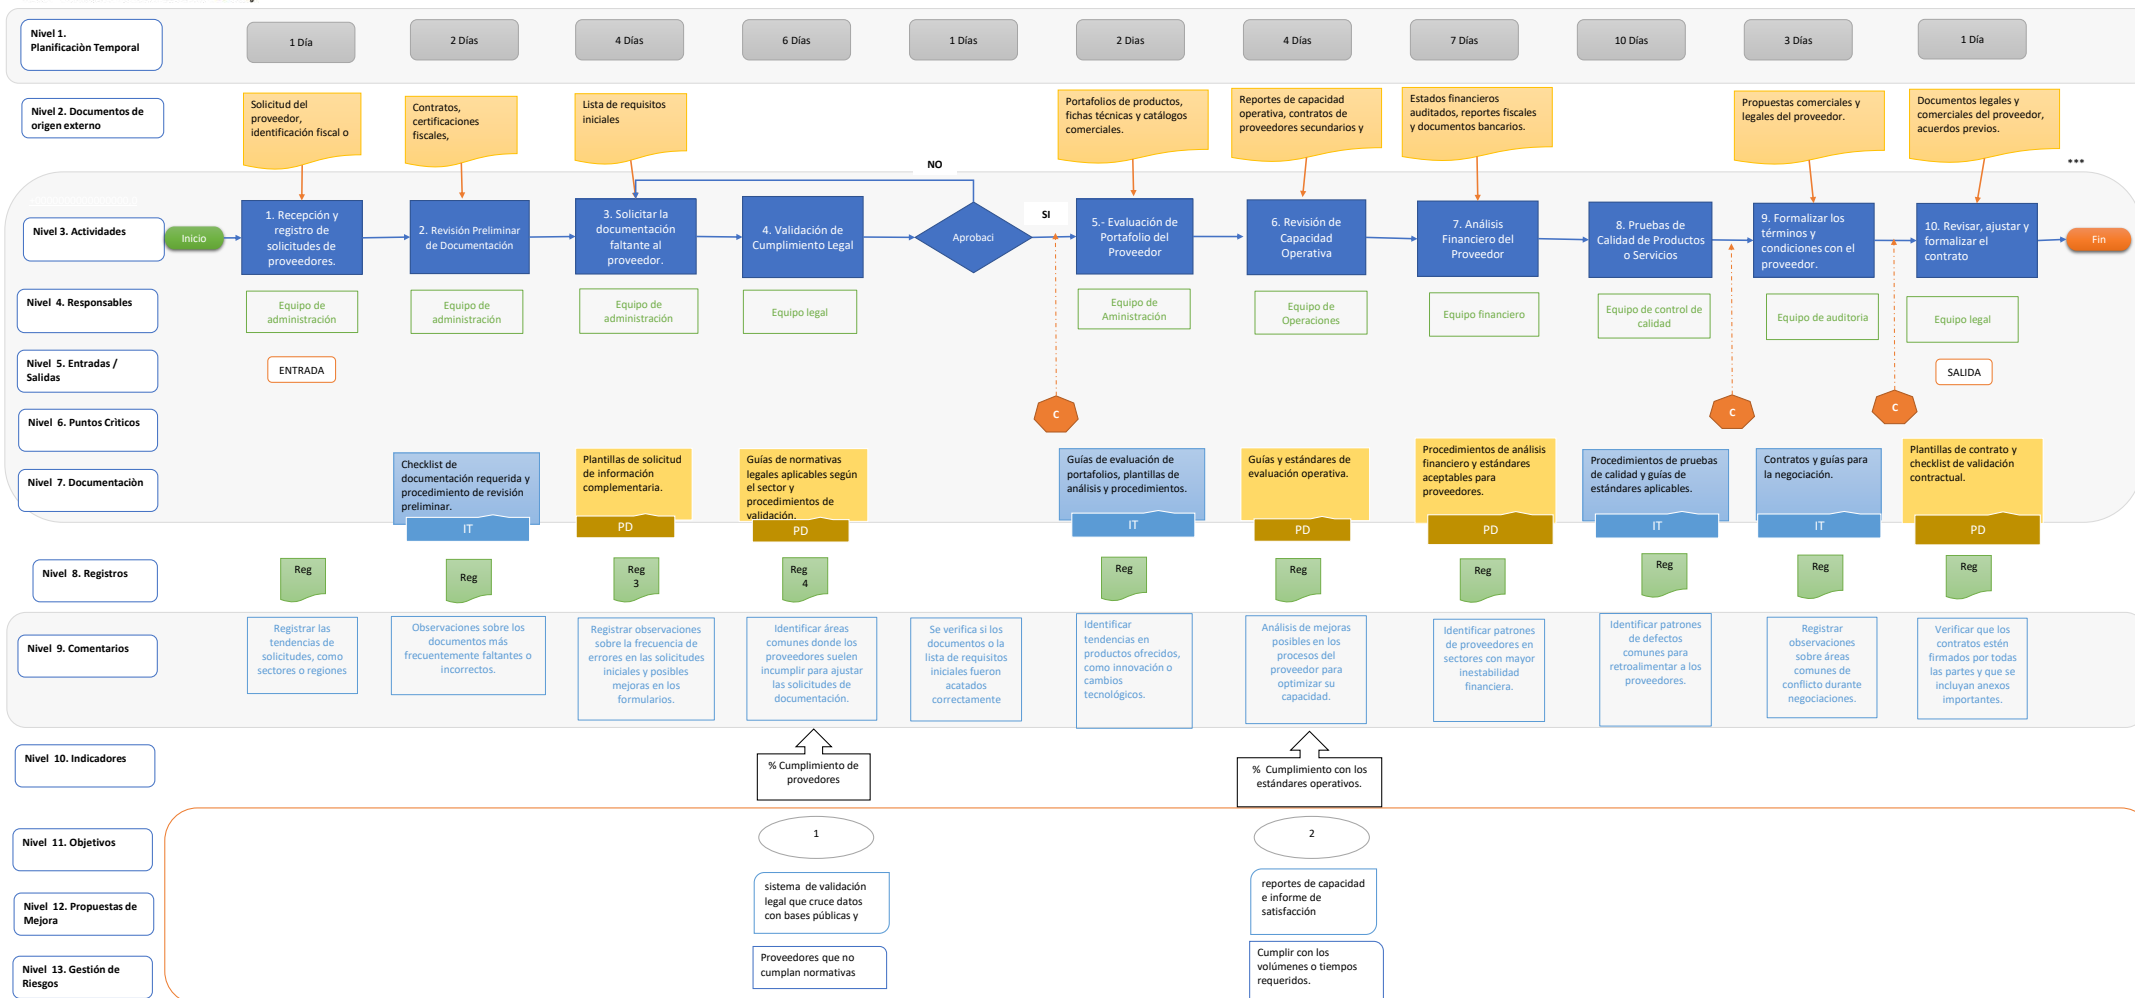 Nivel 1.
Planificaciòn Temporal
1 Día
2 Días
4 Días
6 Días
1 Días
2 Dias
4 Días
7 Días
10 Días
3 Días
1 Día
Nivel 2. Documentos de
origen externo
Solicitud del
proveedor,
identificación fiscal o
Contratos,
certificaciones
fiscales,
Lista de requisitos
iniciales
Portafolios de productos,
fichas técnicas y catálogos
comerciales.
Reportes de capacidad
operativa, contratos de
proveedores secundarios y
Estados financieros
auditados, reportes fiscales
y documentos bancarios.
Propuestas comerciales y
legales del proveedor.
Documentos legales y
comerciales del proveedor,
acuerdos previos.
***
NO
SI
Nivel 3. Actividades
Inicio
1. Recepción y
registro de
solicitudes de
proveedores.
2. Revisión Preliminar
de Documentación
3. Solicitar la
documentación
faltante al
proveedor.
4. Validación de
Cumplimiento Legal
Aprobaci
5.- Evaluación de
Portafolio del
Proveedor
6. Revisión de
Capacidad
Operativa
7. Análisis
Financiero del
Proveedor
8. Pruebas de
Calidad de Productos
o Servicios
9. Formalizar los
términos y
condiciones con el
proveedor.
10. Revisar, ajustar y
formalizar el
contrato
Fin
Nivel 4. Responsables
Equipo de
administración
Equipo de
administración
Equipo de
administración
Equipo legal
Equipo de
Aministración
Equipo de
Operaciones
Equipo financiero
Equipo de control de
calidad
Equipo de auditoria
Equipo legal
Nivel 5. Entradas /
Salidas
ENTRADA
SALIDA
Nivel 6. Puntos Crìticos
C
C
C
Nivel 7. Documentaciòn
Checklist de
documentación requerida y
procedimiento de revisión
preliminar.
IT
Plantillas de solicitud
de información
complementaria.
PD
Guías de normativas
legales aplicables según
el sector y
procedimientos de
validación.
PD
Guías de evaluación de
portafolios, plantillas de
análisis y procedimientos.
IT
Guías y estándares de
evaluación operativa.
PD
Procedimientos de análisis
financiero y estándares
aceptables para
proveedores.
PD
Procedimientos de pruebas
de calidad y guías de
estándares aplicables.
IT
Contratos y guías para
la negociación.
IT
Plantillas de contrato y
checklist de validación
contractual.
PD
Nivel 8. Registros
Reg
Reg
Reg
3
Reg
4
Reg
Reg
Reg
Reg
Reg
Reg
Nivel 9. Comentarios
Registrar las
tendencias de
solicitudes, como
sectores o regiones
Observaciones sobre los
documentos más
frecuentemente faltantes o
incorrectos.
Registrar observaciones
sobre la frecuencia de
errores en las solicitudes
iniciales y posibles
mejoras en los
formularios.
Identificar áreas
comunes donde los
proveedores suelen
incumplir para ajustar
las solicitudes de
documentación.
Se verifica si los
documentos o la
lista de requisitos
iniciales fueron
acatados
correctamente
Identificar
tendencias en
productos ofrecidos,
como innovación o
cambios
tecnológicos.
Análisis de mejoras
posibles en los
procesos del
proveedor para
optimizar su
capacidad.
Identificar patrones
de proveedores en
sectores con mayor
inestabilidad
financiera.
Identificar patrones
de defectos
comunes para
retroalimentar a los
proveedores.
Registrar
observaciones
sobre áreas
comunes de
conflicto durante
negociaciones.
Verificar que los
contratos estén
firmados por todas
las partes y que se
incluyan anexos
importantes.
Nivel 10. Indicadores
% Cumplimiento de
provedores
% Cumplimiento con los
estándares operativos.
Nivel 11. Objetivos
1
2
Nivel 12. Propuestas de
Mejora
sistema de validación
legal que cruce datos
con bases públicas y
reportes de capacidad
e informe de
satisfacción
Nivel 13. Gestión de
Riesgos
Proveedores que no
cumplan normativas
Cumplir con los
volúmenes o tiempos
requeridos.